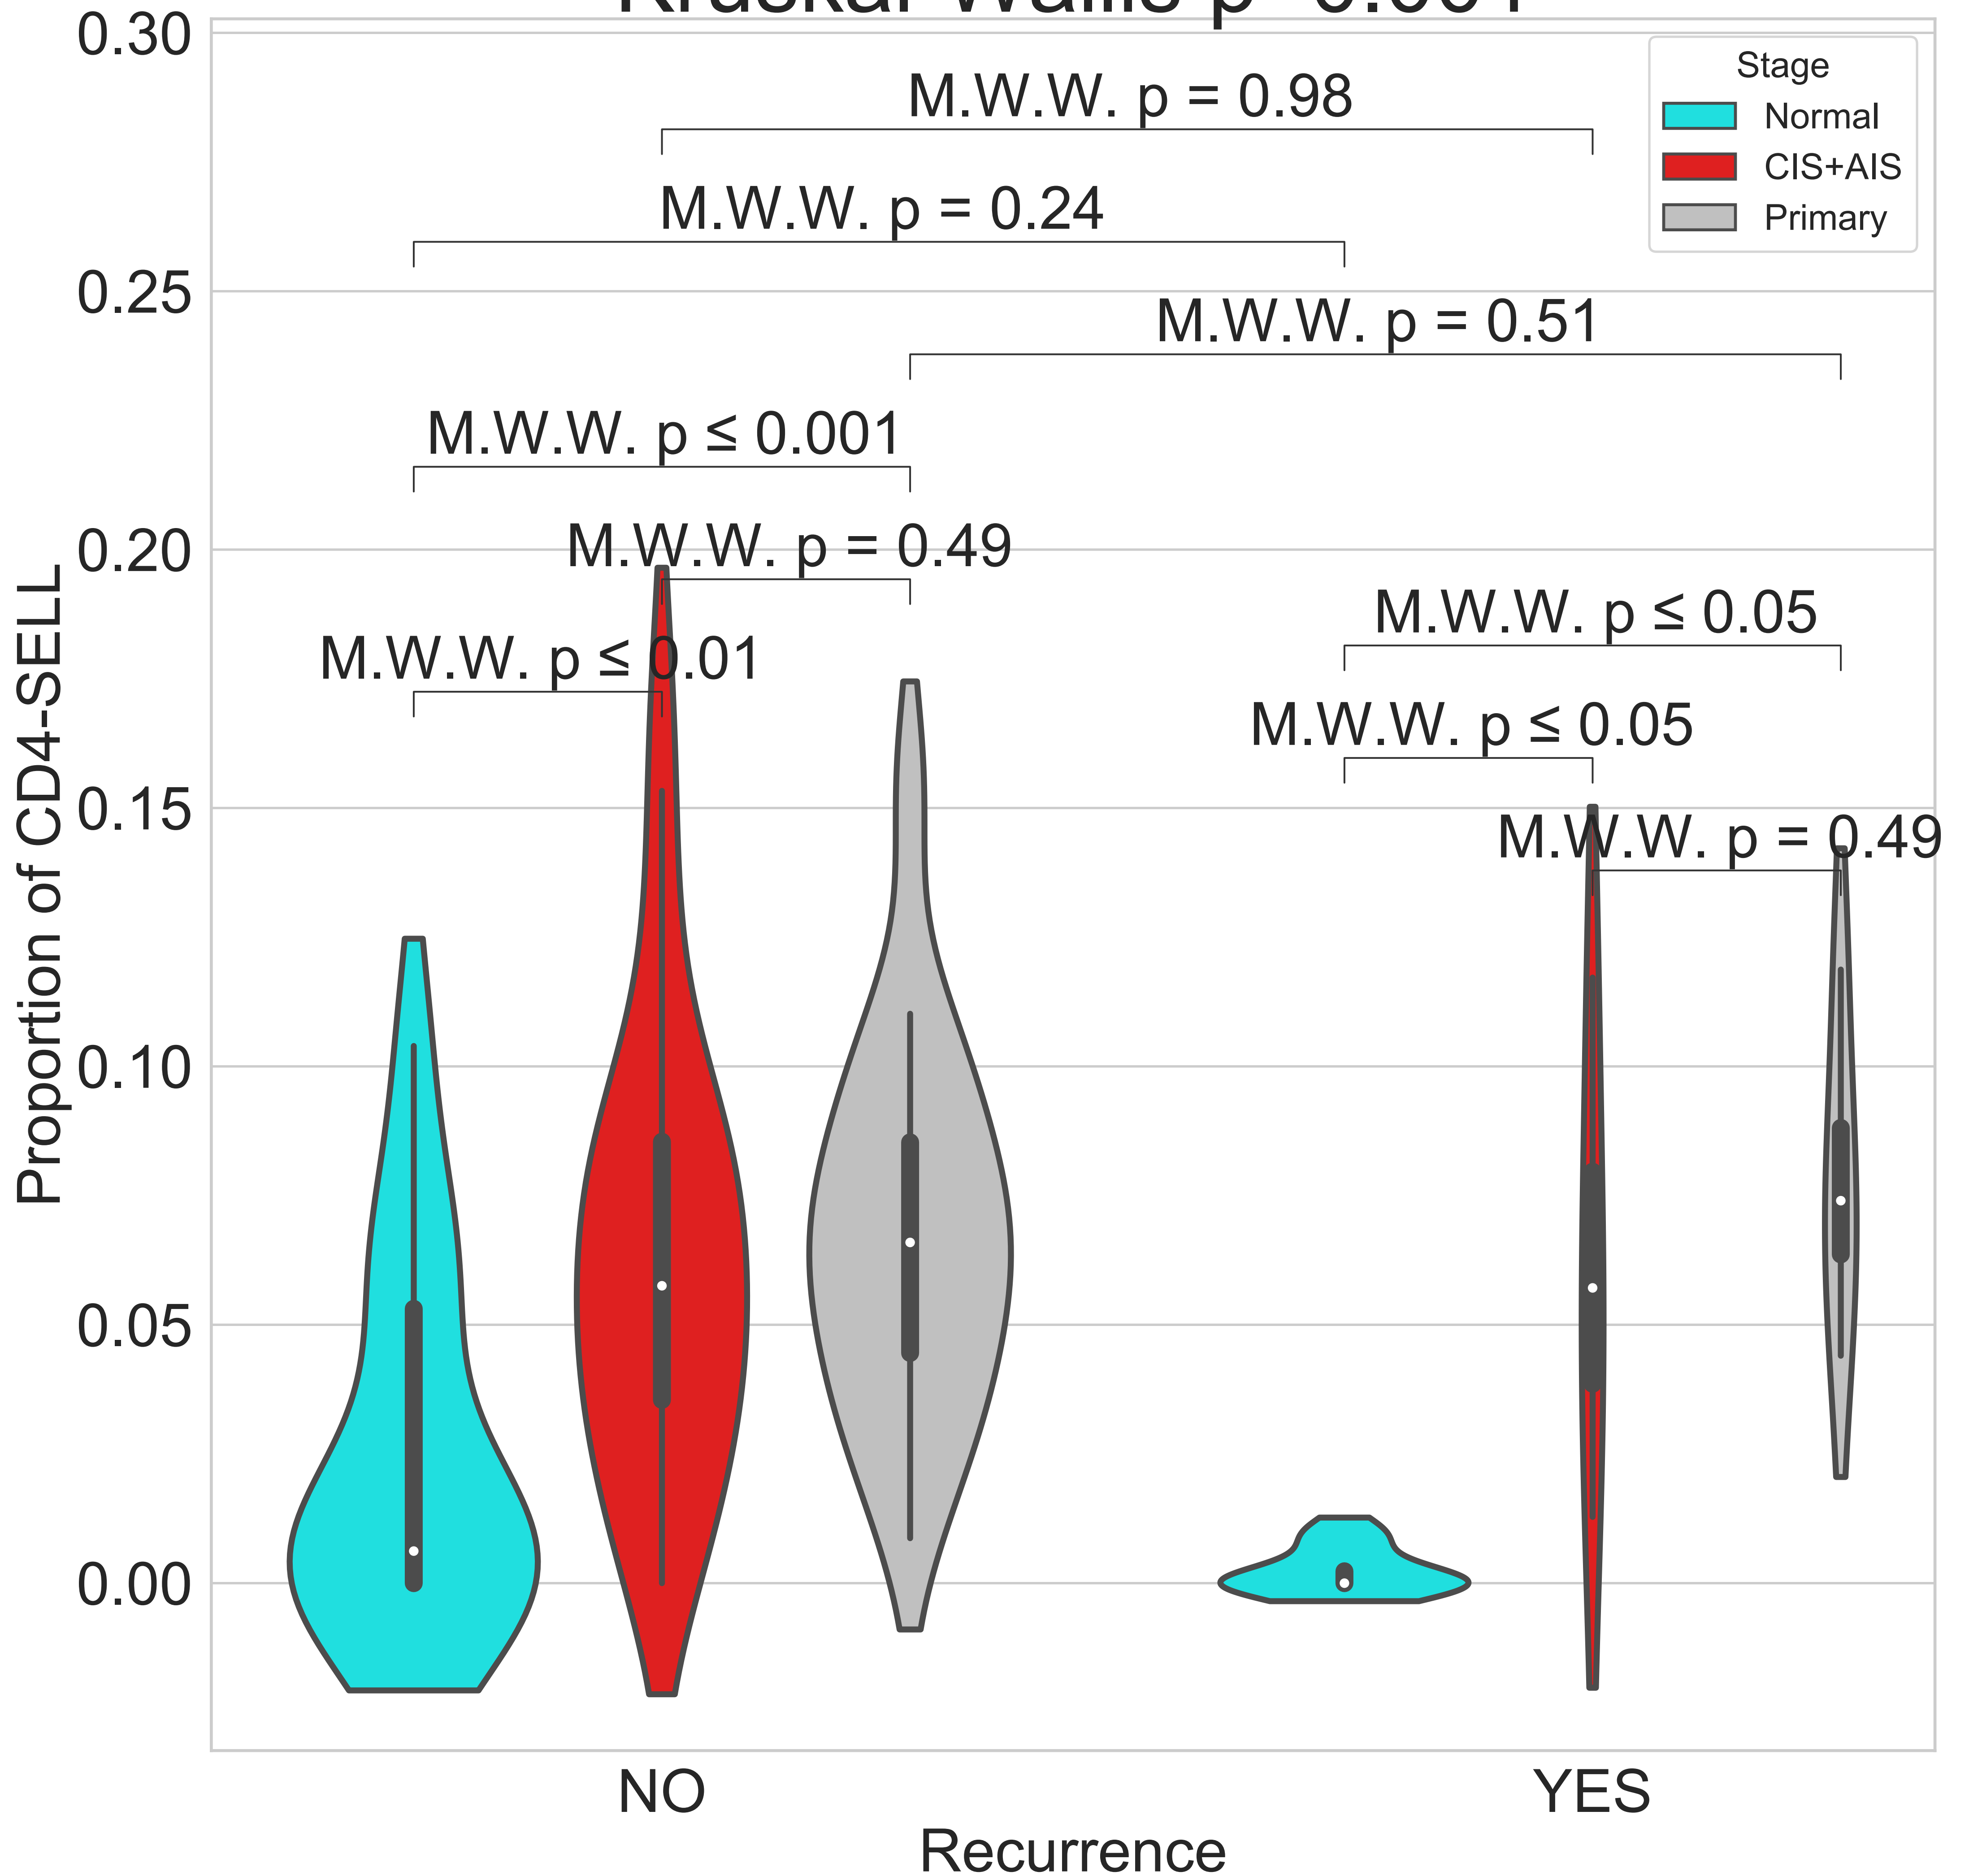 0.30
0.25
0.20
0.15
0.10
0.05
0.00
Proportion of CD4-SELL
M.W.W. p = 0.98
M.W.W. p = 0.24
M.W.W. p = 0.51
M.W.W. p ≤ 0.001
M.W.W. p = 0.49
M.W.W. p ≤ 0.01
M.W.W. p ≤ 0.05
M.W.W. p ≤ 0.05
M.W.W. p = 0.49
Stage
Normal
CIS+AIS
Primary
NO
YES
Recurrence